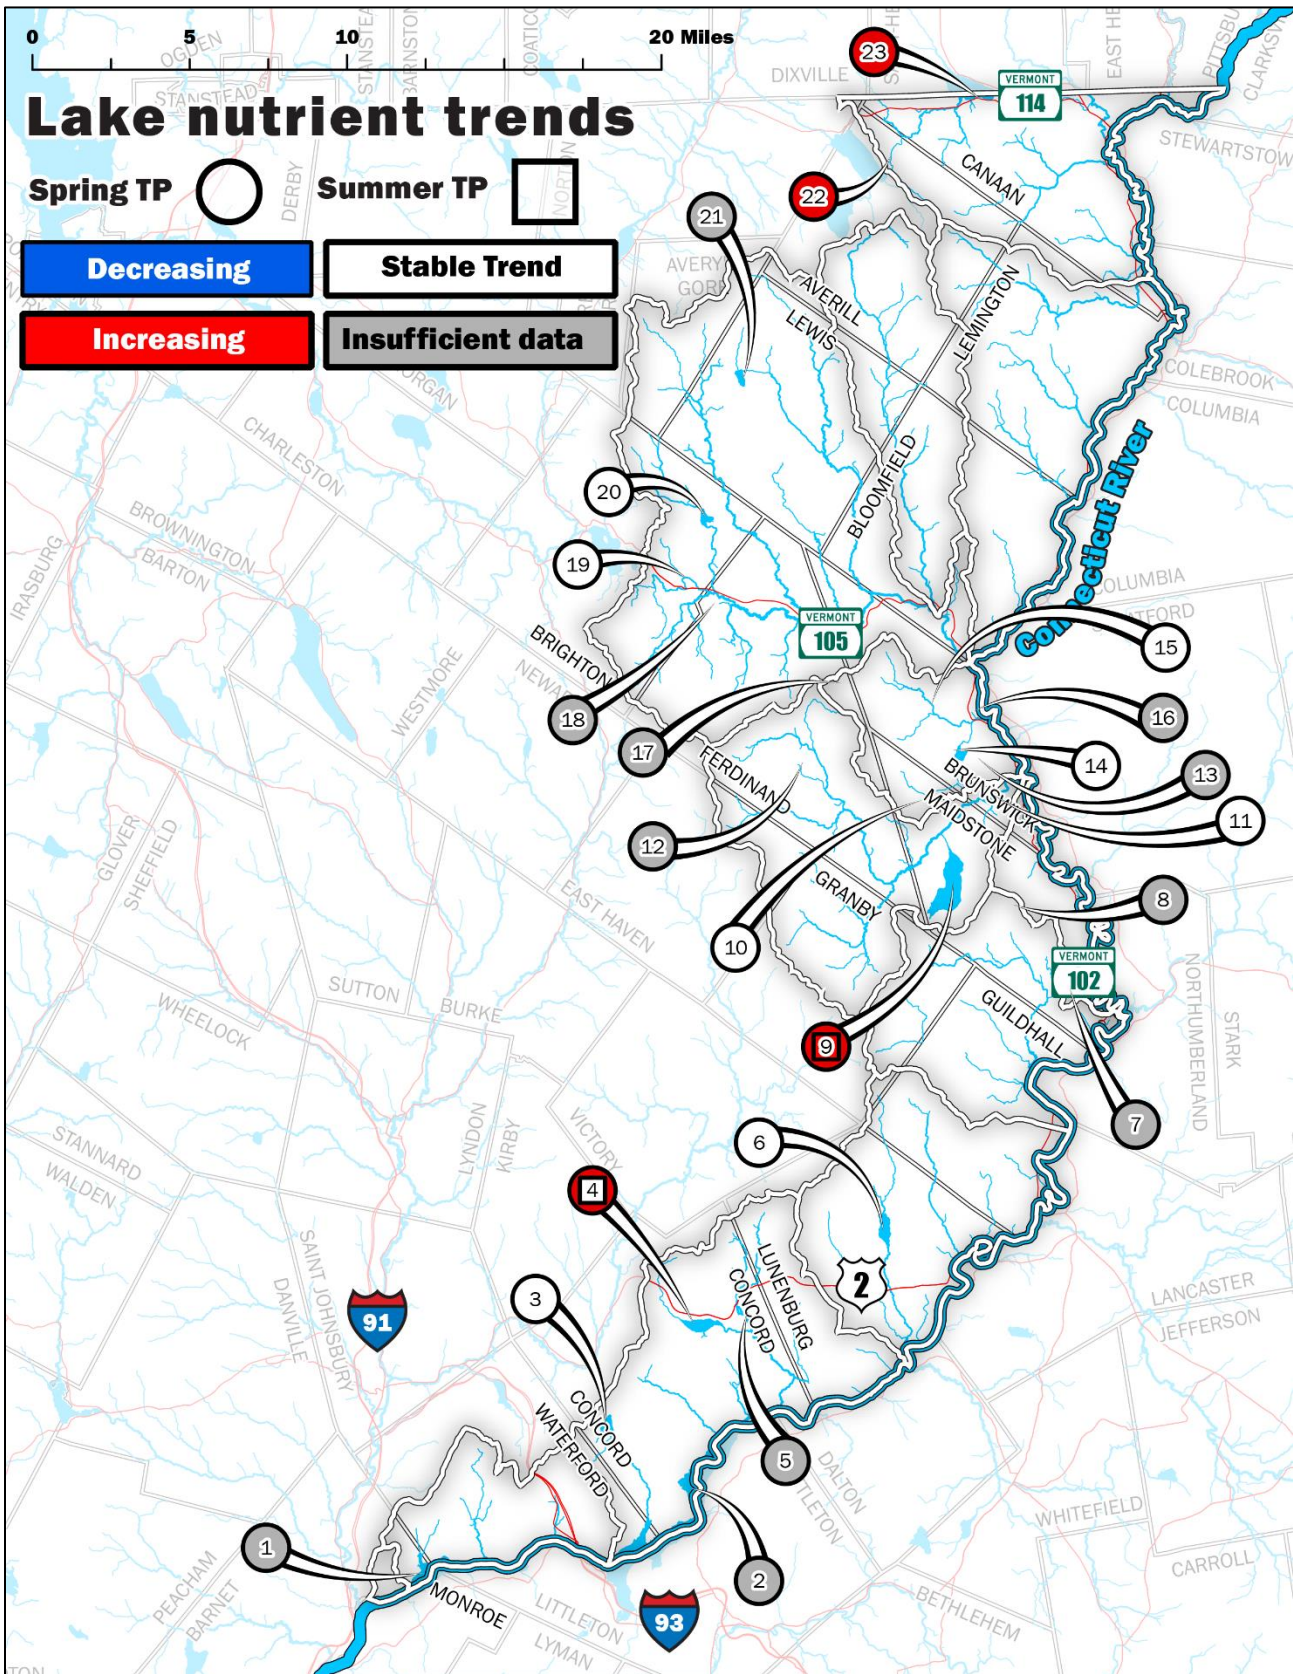 0 5 10 20 Miles
Lake nutrient trends
Spring TP
Summer TP
Decreasing
Stable Trend
Increasing
Insufficient data
OGDEN
STANSTEAD
DERBY
DIXVILLE
23
VERMONT
114
CANAAN
STEWARTSTOW
22
21
AVERY
GORE
AVERILL
LEWIS
LEMINGTON
COLEBROOK
COLUMBIA
CHARLESTON
BLOOMFIELD
Connecticut River
20
BROWNINGTON
BARTON
IRASBURG
19
COLUMBIA
VERMONT
105
15
BRIGHTON
WESTMORE
18
16
17
14
13
FERDINAND
BRUNSWICK
MAIDSTONE
11
12
GLOVER
SHEFFIELD
EAST HAVEN
GRANBY
8
10
VERMONT
102
SUTTON
BURKE
WHEELOCK
GUILDHALL
NORTHUMBERLAND
STARK
9
STANNARD
WALDEN
LYNDON
KIRBY
VICTORY
6
7
4
LUNENBURG
CONCORD
2
LANCASTER
JEFFERSON
3
91
SAINT JOHNSBURY
DANVILLE
CONCORD
WATERFORD
5
DALTON
WHITEFIELD
CARROLL
1
PEACHAM
BARNET
MONROE
LITTLETON
LYMAN
2
93
BETHLEHEM